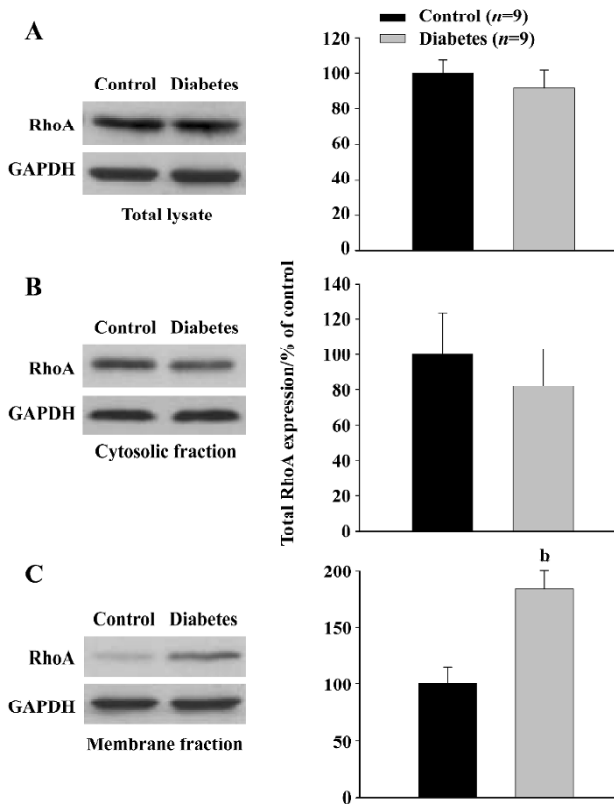 A
Control Diabetes
RhoA
GAPDH
Total lysate
Control (n=9)
Diabetes (n=9)
120
100
80
60
40
20
0
B
Control Diabetes
RhoA
GAPDH
Cytosolic fraction
Total RhoA expression/% of control
140
120
100
80
60
40
20
0
C
Control Diabetes
RhoA
GAPDH
Membrane fraction
b
200
150
100
50
0